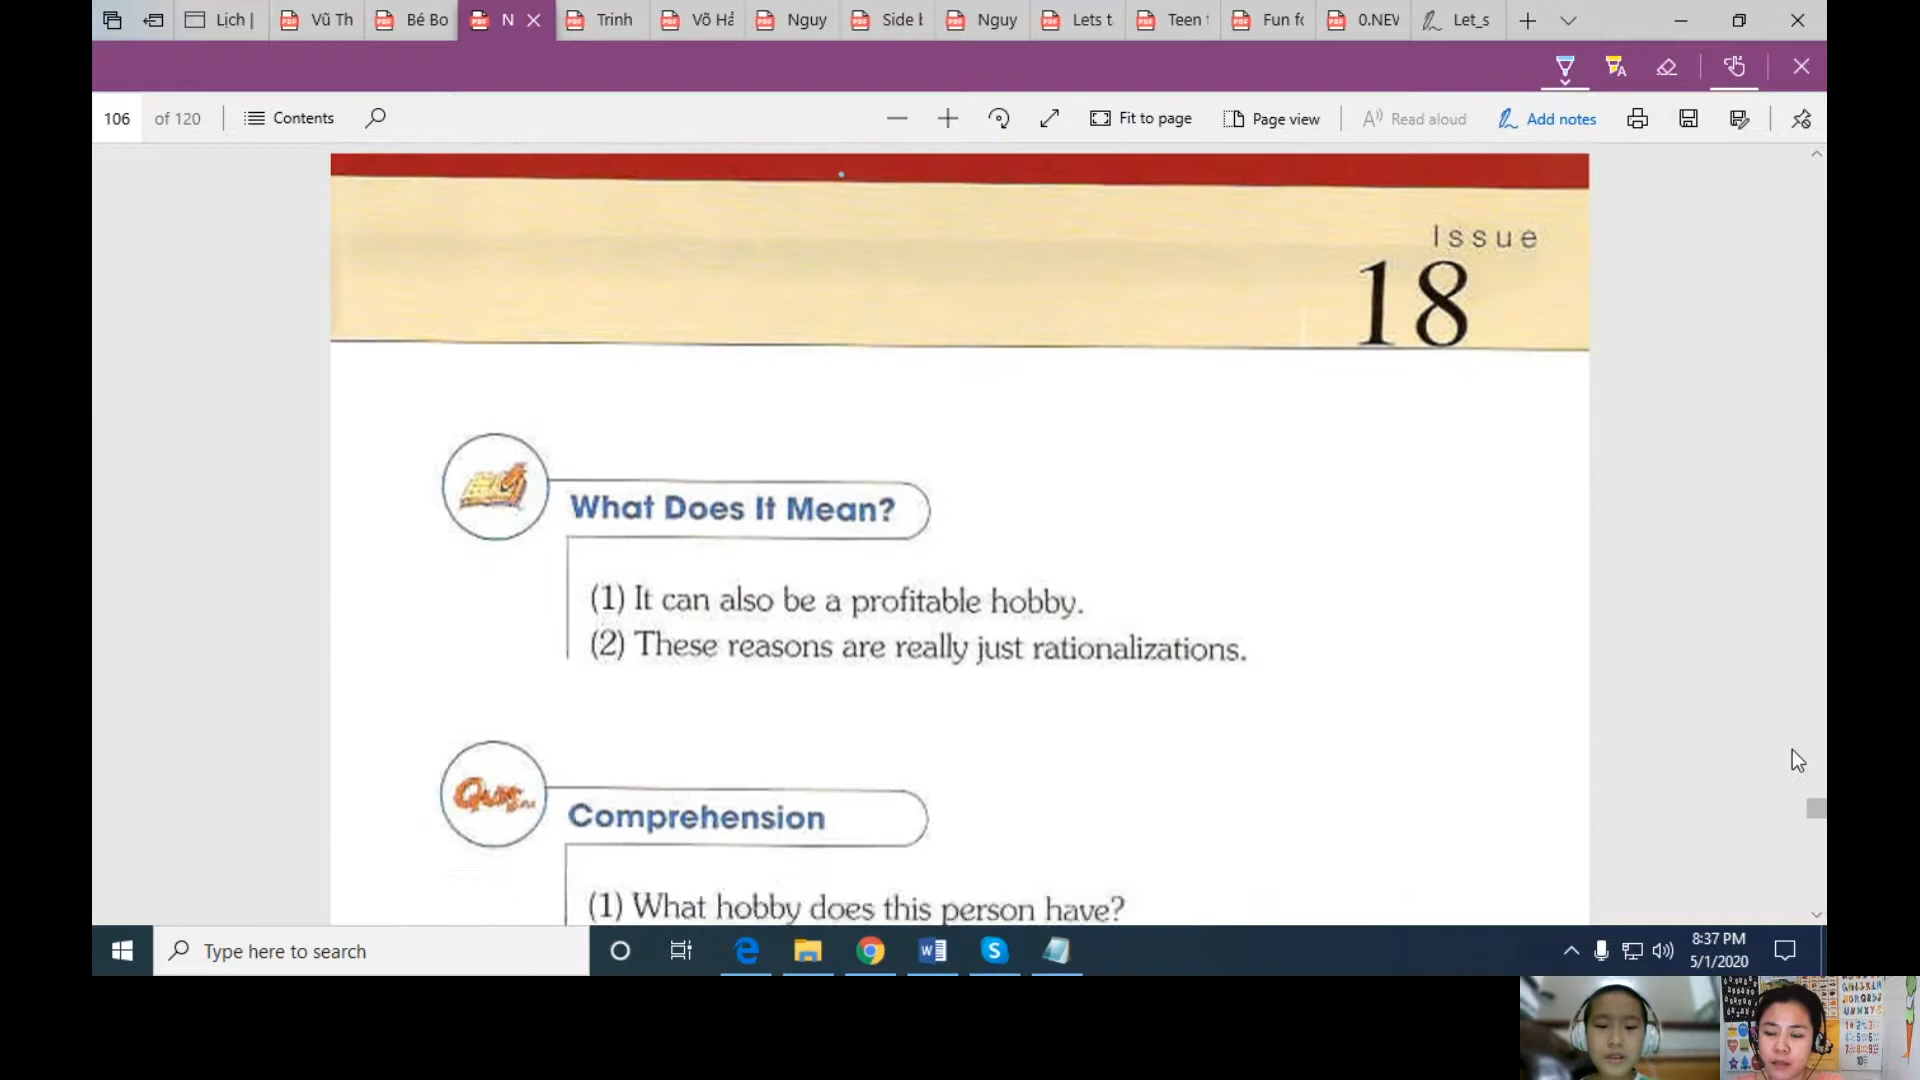 Lịch |
Vũ Th
Bé Bo
N
Trinh
Võ Hả
Nguy
Side b
Nguy
Lets t
Teen
Fun fo
0.NEV
Let_s
106 of 120
Contents
Fit to page
Page view
Read aloud
Add notes
Issue
18
What Does It Mean?
(1) It can also be a profitable hobby.
(2) These reasons are really just rationalizations.
Comprehension
(1) What hobby does this person have?
Type here to search
8:37 PM
5/1/2020